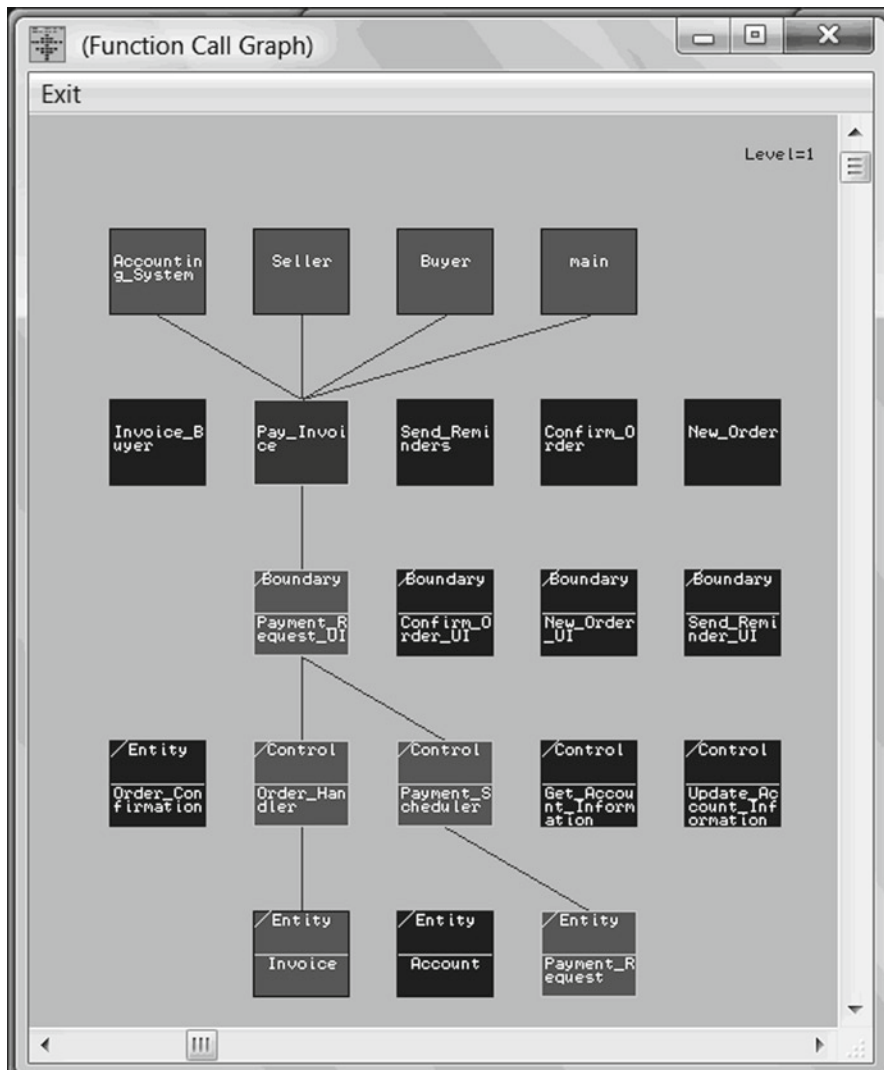 (Function Call Graph)
Exit
Level=1
Accountin
g_System
Seller
Buyer
main
Invoice_B
uyer
Pay_Invoi
ce
Send_Remi
nders
Confirm_O
rder
New_Order
Boundary
Payment_R
equest_UI
Boundary
Confirm_O
rder_UI
Boundary
New_Order
_UI
Boundary
Send_Remi
nder_UI
Entity
Order_Con
firmation
Control
Order_Han
dler
Control
Payment_S
cheduler
Control
Get_Accou
nt_Inform
ation
Control
Update_Ac
count_Inf
ormation
Entity
Invoice
Entity
Account
Entity
Payment_R
equest